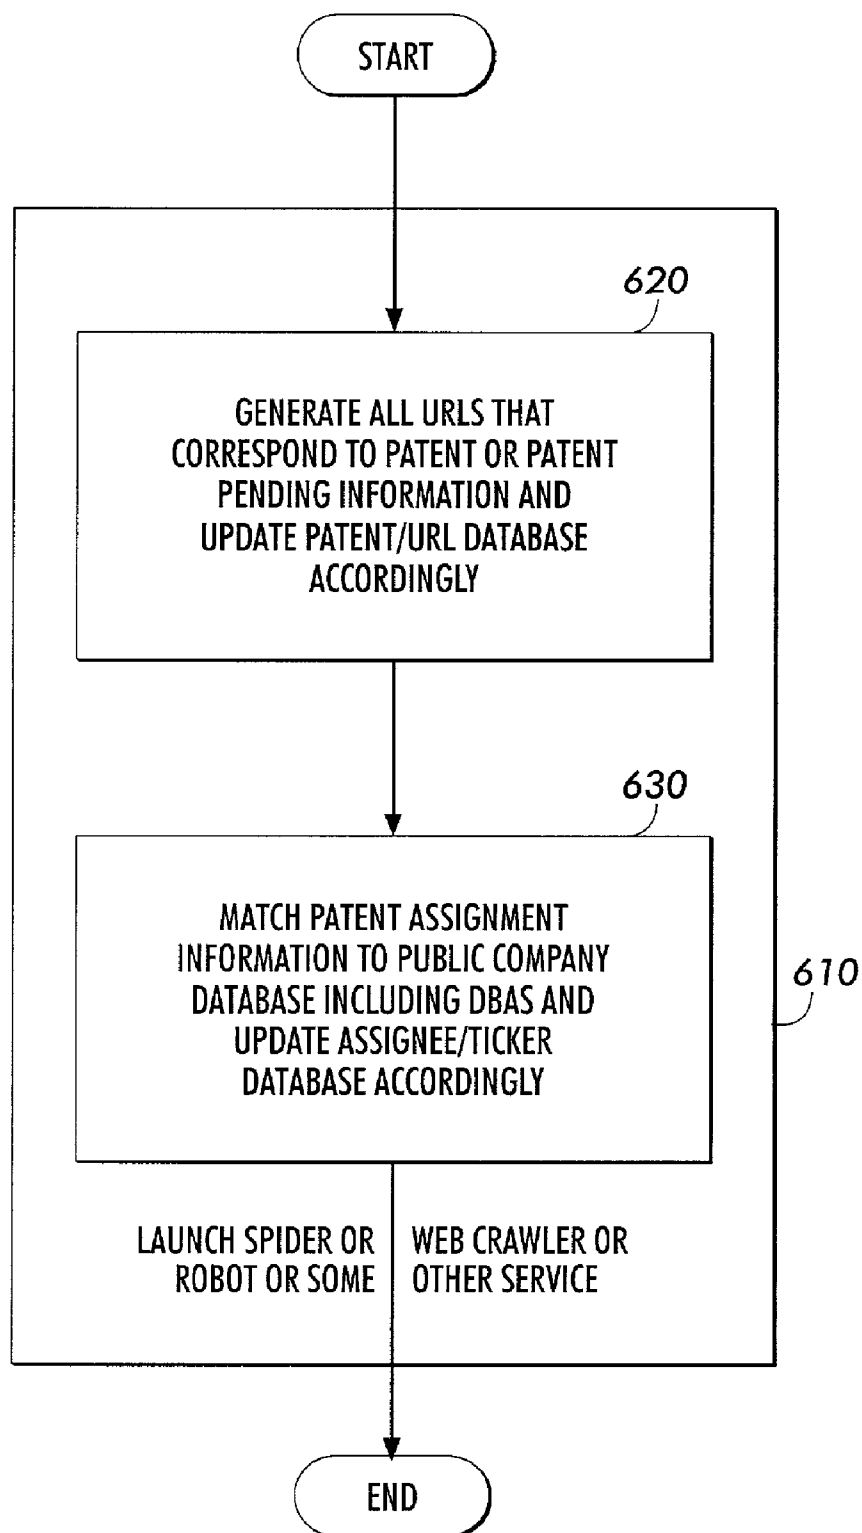 START
620
GENERATE ALL URLS THAT
CORRESPOND TO PATENT OR PATENT
PENDING INFORMATION AND
UPDATE PATENT/URL DATABASE
ACCORDINGLY
630
MATCH PATENT ASSIGNMENT
INFORMATION TO PUBLIC COMPANY
DATABASE INCLUDING DBAS AND
UPDATE ASSIGNEE/TICKER
DATABASE ACCORDINGLY
610
LAUNCH SPIDER OR WEB CRAWLER OR
ROBOT OR SOME OTHER SERVICE
END